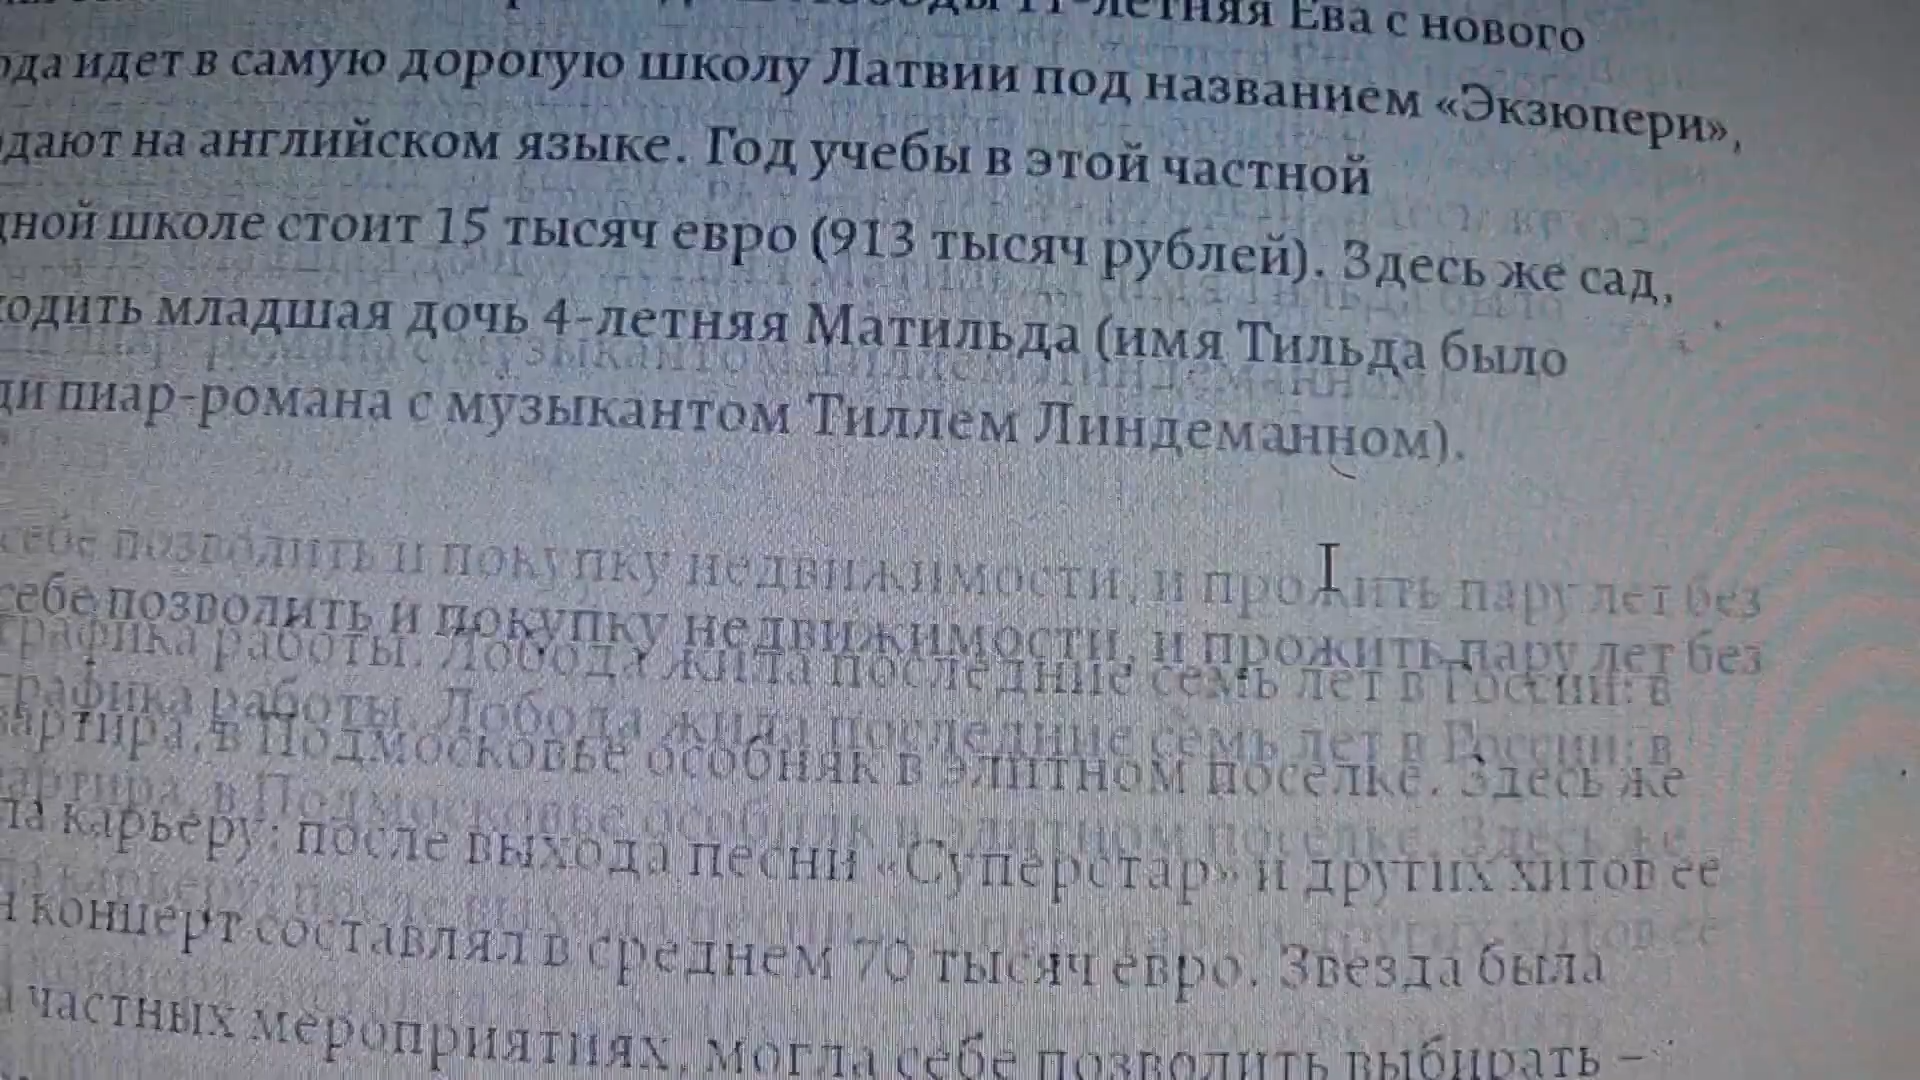 11-летняя Ева с нового
идет в самую дорогую школу Латвии под названием «Экзюпери»,
дают на английском языке. Год учебы в этой частной
дной школе стоит 15 тысяч евро (913 тысяч рублей). Здесь же сад,
одить младшая дочь 4-летняя Матильда (имя Тильда было
ди пиар-романа с музыкантом Тиллем Линдеманном).
себе позволить и покупку недвижимости, и прожить пару лет без
графика работы. Лобода жила последние семь лет в России: в
артира, в Подмосковье особняк в элитном поселке. Здесь же
ла карьеру: после выхода песни «Суперстар» и других хитов ее
концерт составлял в среднем 70 тысяч евро. Звезда была
частных мероприятиях, могла себе позволить выбирать –